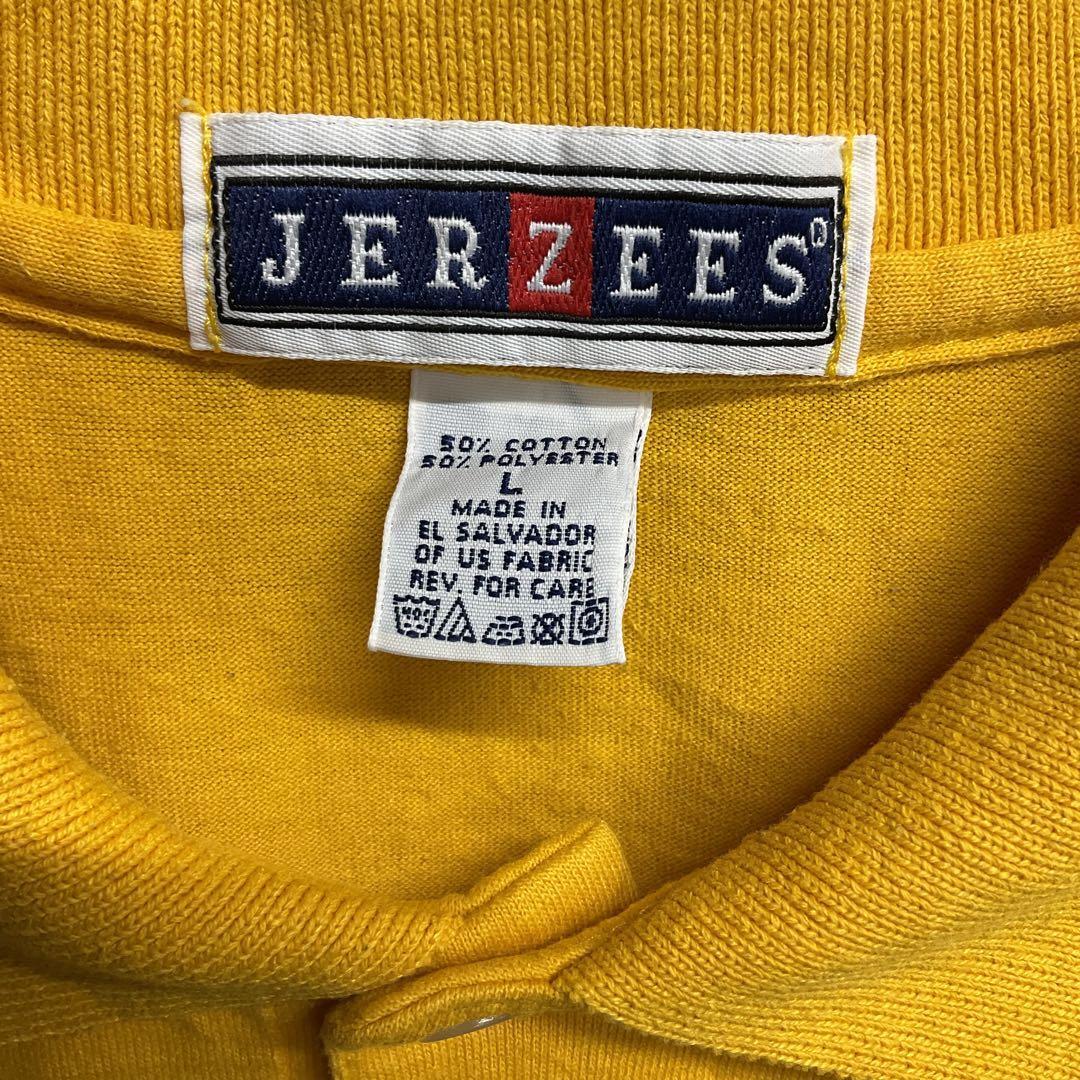 JERZEES
50% COTTON
50% POLYESTER
L
MADE IN
EL SALVADOR
OF US FABRIC
REV. FOR CARE